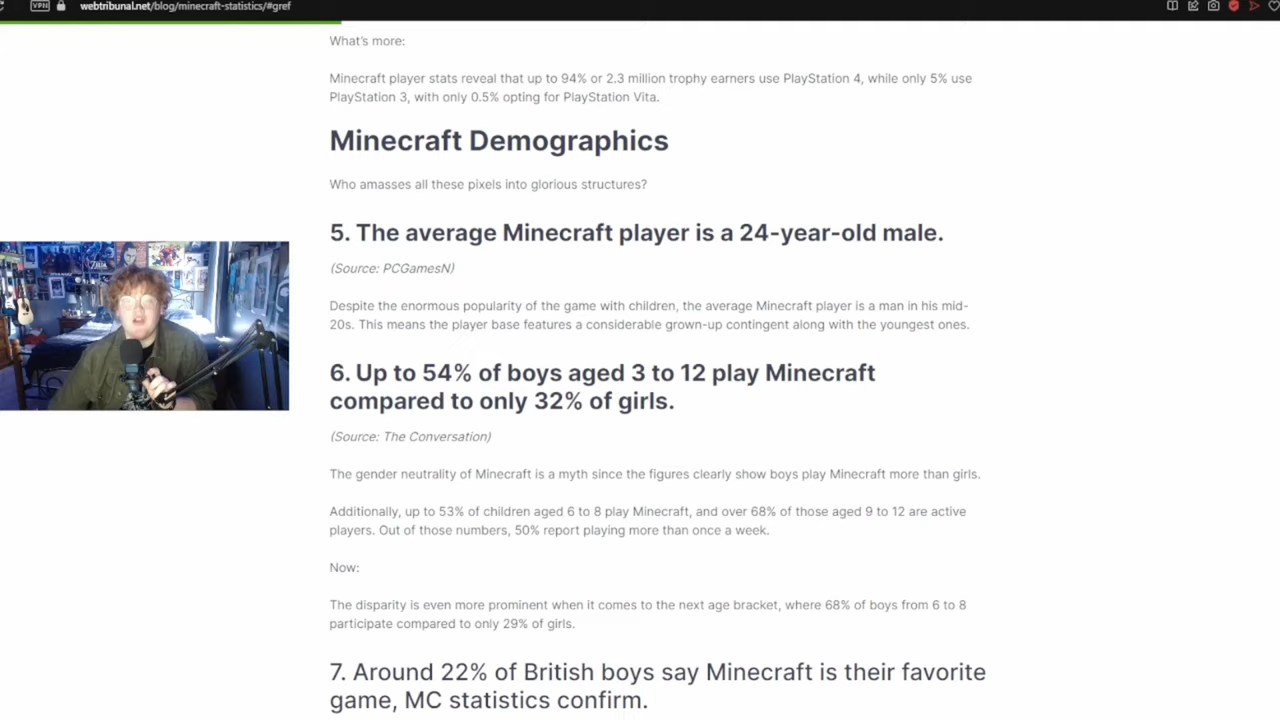 VPN
webtribunal.net/blog/minecraft-statistics/#gref
What's more:
Minecraft player stats reveal that up to 94% or 2.3 million trophy earners use PlayStation 4, while only 5% use
PlayStation 3, with only 0.5% opting for PlayStation Vita.
Minecraft Demographics
Who amasses all these pixels into glorious structures?
5. The average Minecraft player is a 24-year-old male.
(Source: PCGamesN)
Despite the enormous popularity of the game with children, the average Minecraft player is a man in his mid-
20s. This means the player base features a considerable grown-up contingent along with the youngest ones.
6. Up to 54% of boys aged 3 to 12 play Minecraft
compared to only 32% of girls.
(Source: The Conversation)
The gender neutrality of Minecraft is a myth since the figures clearly show boys play Minecraft more than girls.
Additionally, up to 53% of children aged 6 to 8 play Minecraft, and over 68% of those aged 9 to 12 are active
players. Out of those numbers, 50% report playing more than once a week.
Now:
The disparity is even more prominent when it comes to the next age bracket, where 68% of boys from 6 to 8
participate compared to only 29% of girls.
7. Around 22% of British boys say Minecraft is their favorite
game, MC statistics confirm.